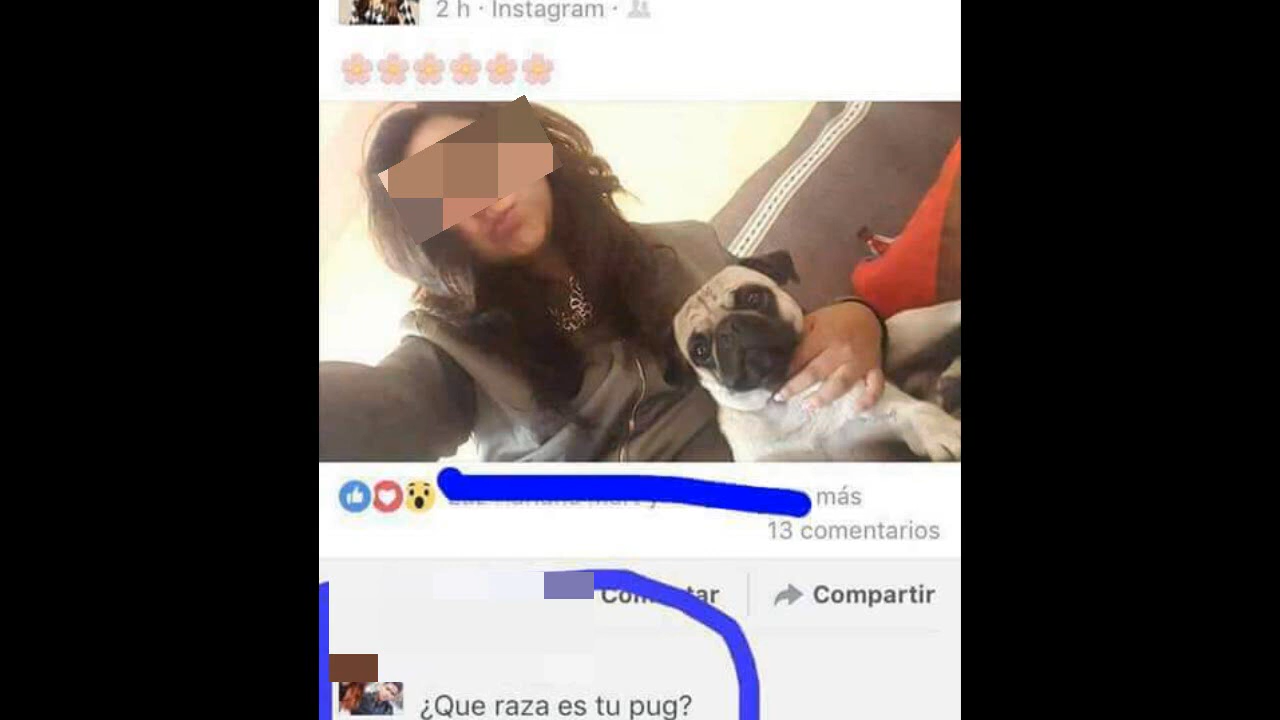 2 h · Instagram ·
🌸🌸🌸🌸🌸🌸
más
13 comentarios
Compartir
¿Que raza es tu pug?